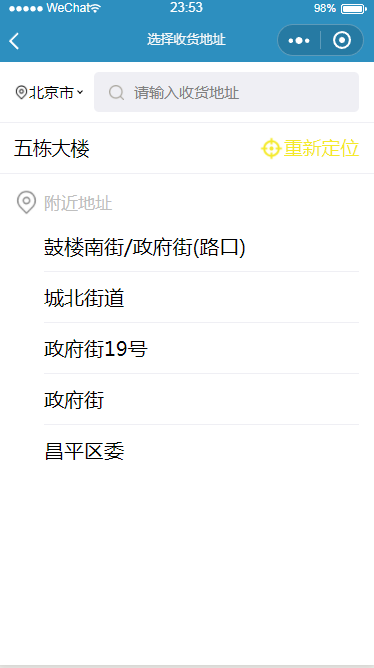 WeChat 23:53 98%
选择收货地址
北京市 请输入收货地址
五栋大楼 重新定位
附近地址
鼓楼南街/政府街(路口)
城北街道
政府街19号
政府街
昌平区委